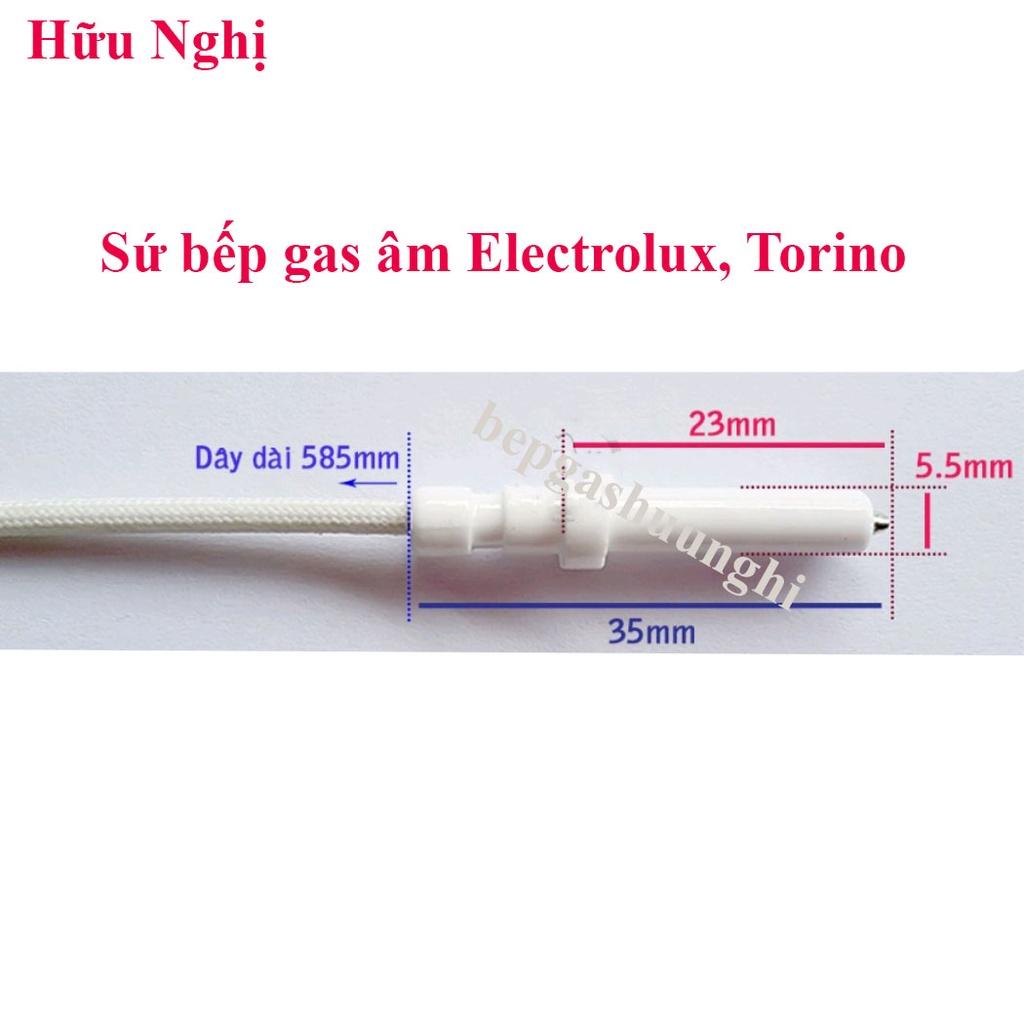 Hữu Nghị
Sứ bếp gas âm Electrolux, Torino
23mm
Dây dài 585mm
5.5mm
bepgashuunghi
35mm